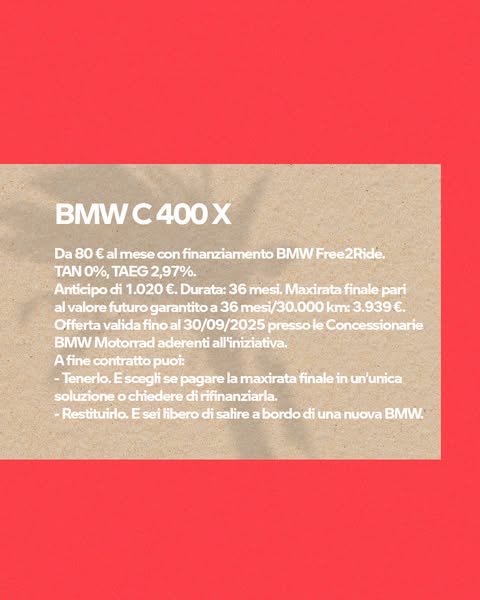 BMW C 400 X
Da 80 € al mese con finanziamento BMW Free2Ride.
TAN 0%, TAEG 2,97%.
Anticipo di 1.020 €. Durata: 36 mesi. Maxirata finale pari
al valore futuro garantito a 36 mesi/30.000 km: 3.939 €.
Offerta valida fino al 30/09/2025 presso le Concessionarie
BMW Motorrad aderenti all'iniziativa.
A fine contratto puoi:
- Tenerlo. E scegli se pagare la maxirata finale in un'unica
soluzione o chiedere di rifinanziarla.
- Restituirlo. E sei libero di salire a bordo di una nuova BMW.